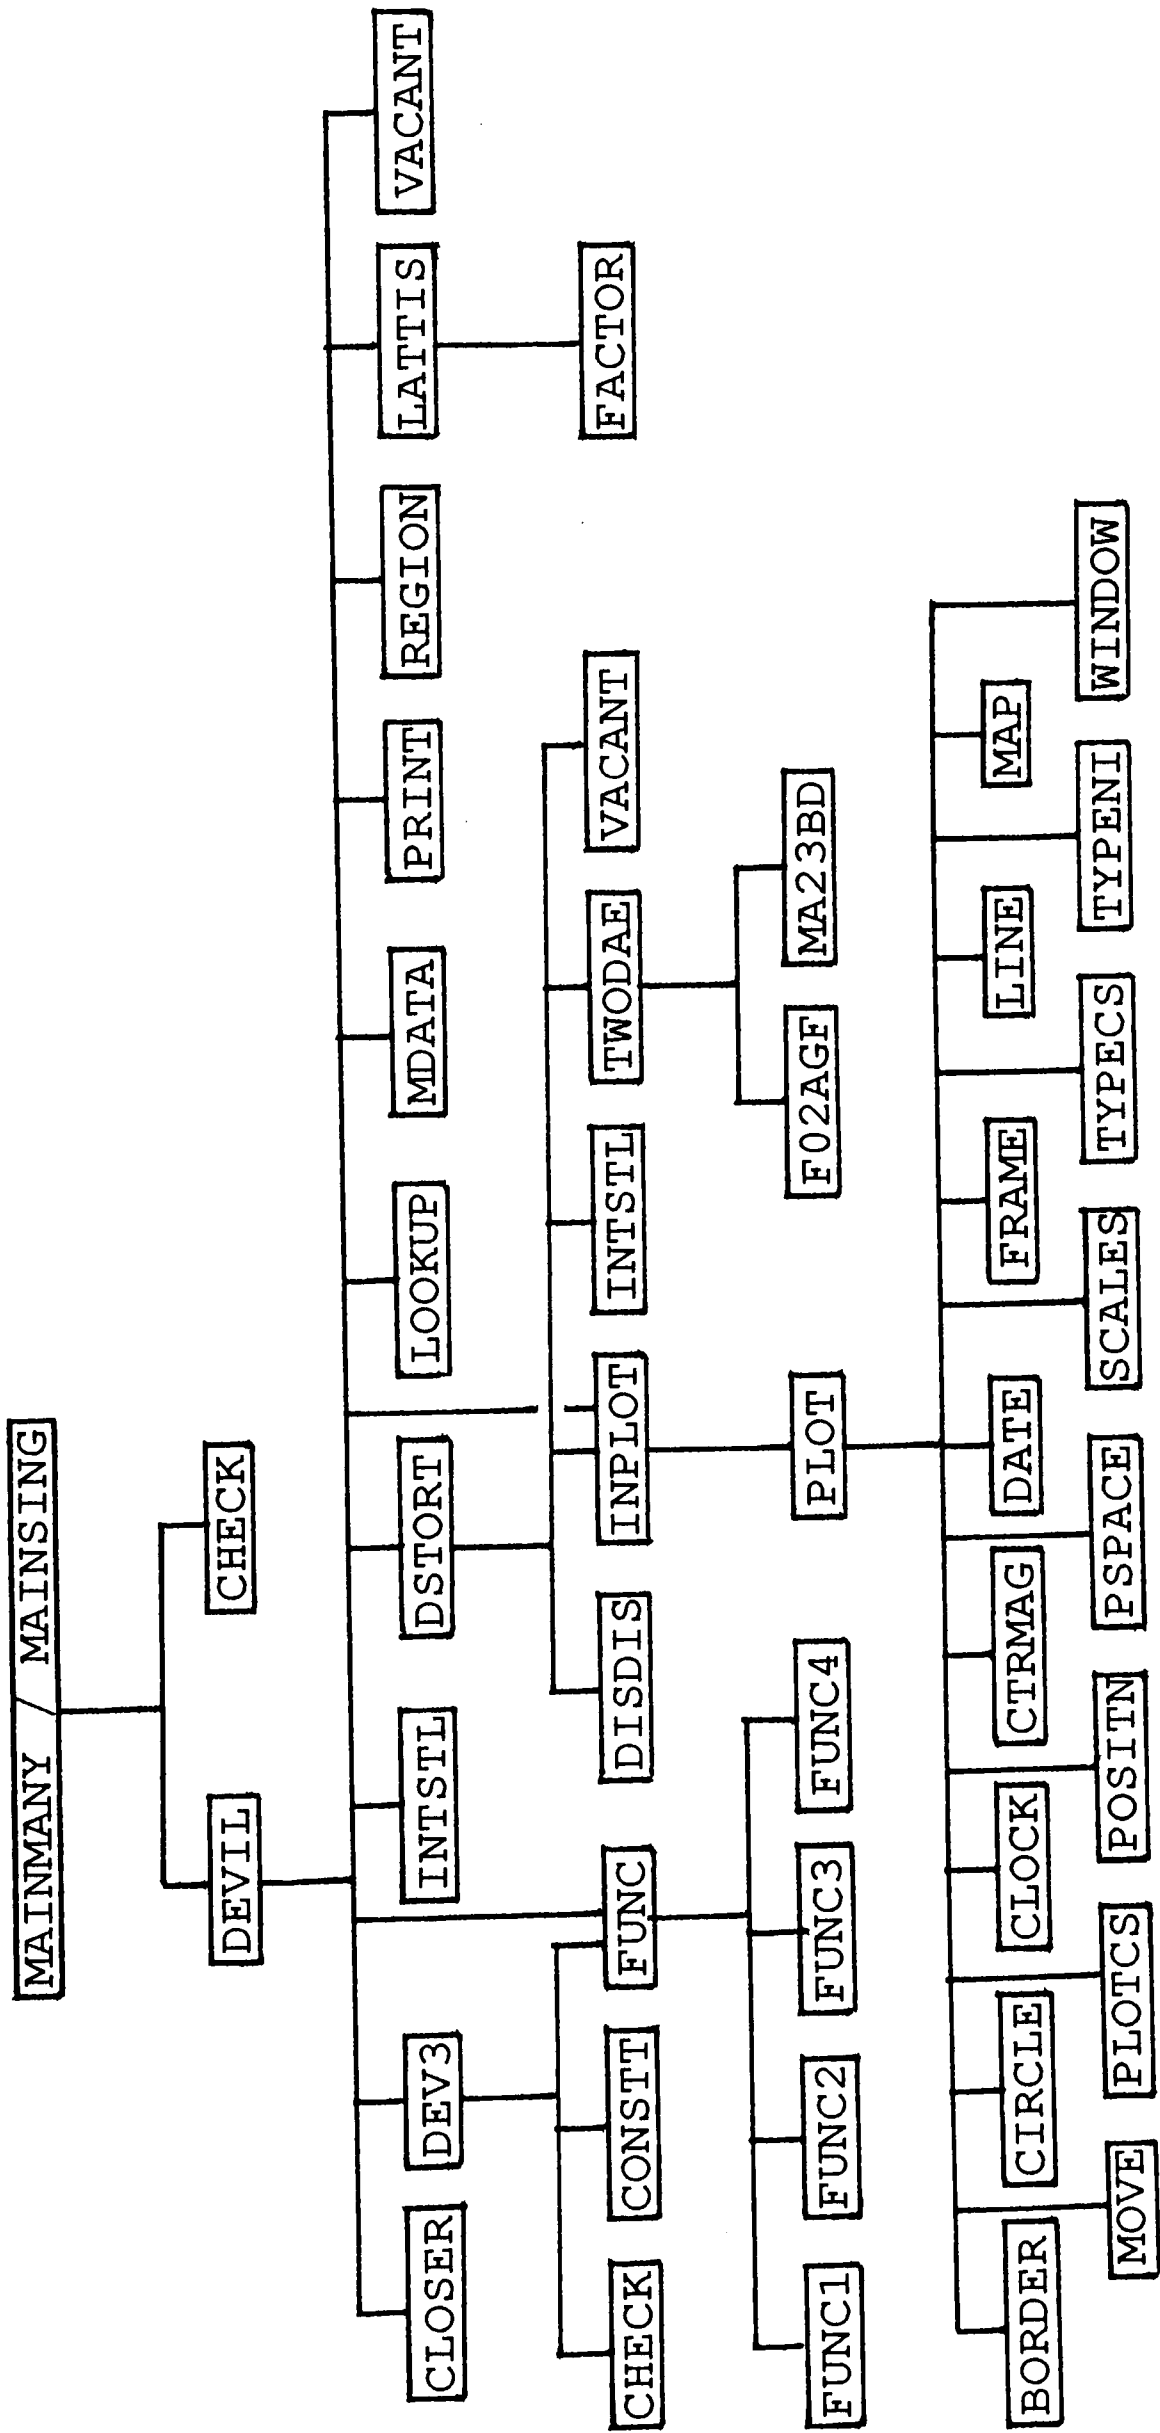 MAINMANY / MAINSING
DEVIL
CHECK
CLOSER
DEV3
INTSTL
DSTORT
LOOKUP
MDATA
PRINT
REGION
LATTIS
VACANT
CHECK
CONSTT
FUNC
DISDIS
INPLOT
INTSTL
TWODAE
VACANT
FACTOR
FUNC1
FUNC2
FUNC3
FUNC4
PLOT
F02AGF
MA23BD
BORDER
CIRCLE
CLOCK
CTRMAG
DATE
FRAME
LINE
MAP
MOVE
PLOTCS
POSITN
PSPACE
SCALES
TYPECS
TYPENI
WINDOW